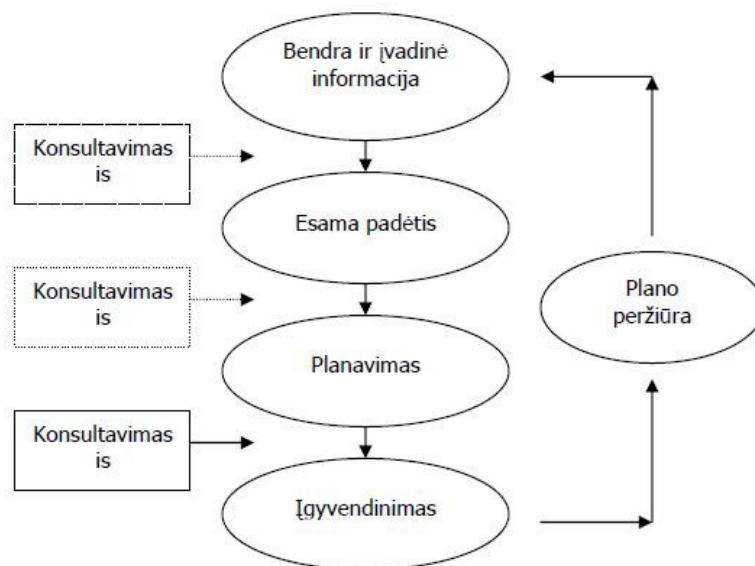 Bendra ir įvadinė
informacija
Konsultavimas
is
Esama padėtis
Konsultavimas
is
Plano
peržiūra
Planavimas
Konsultavimas
is
Įgyvendinimas